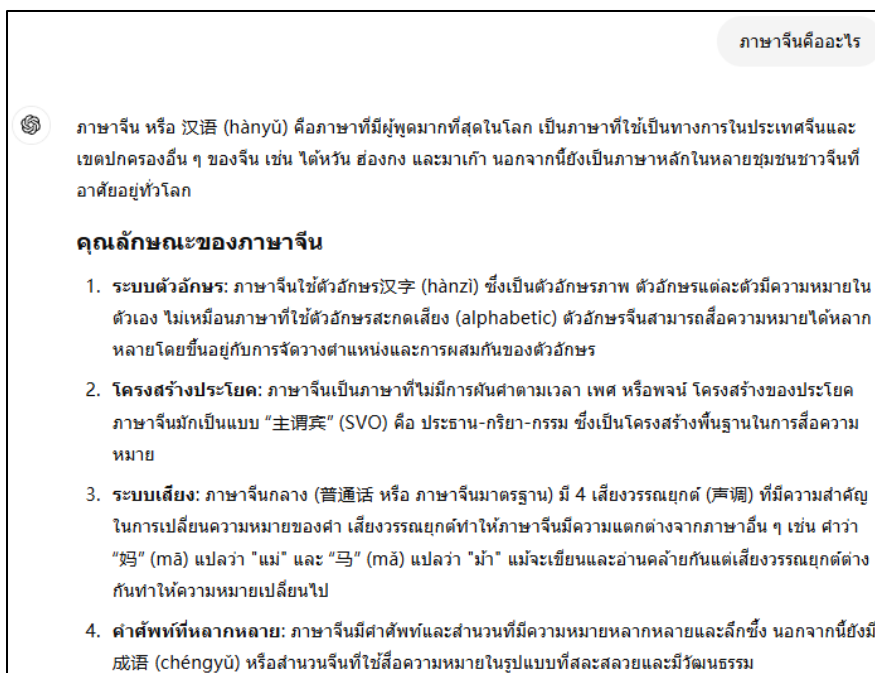 ภาษาจีนคืออะไร
ภาษาจีน หรือ 汉语 (hànyǔ) คือภาษาที่มีผู้พูดมากที่สุดในโลก เป็นภาษาที่ใช้เป็นทางการในประเทศจีนและ
เขตปกครองอื่น ๆ ของจีน เช่น ไต้หวัน ฮ่องกง และมาเก๊า นอกจากนี้ยังเป็นภาษาหลักในหลายชุมชนชาวจีนที่
อาศัยอยู่ทั่วโลก
คุณลักษณะของภาษาจีน
1. ระบบตัวอักษร: ภาษาจีนใช้ตัวอักษร汉字 (hànzì) ซึ่งเป็นตัวอักษรภาพ ตัวอักษรแต่ละตัวมีความหมายใน
ตัวเอง ไม่เหมือนภาษาที่ใช้ตัวอักษรสะกดเสียง (alphabetic) ตัวอักษรจีนสามารถสื่อความหมายได้หลาก
หลายโดยขึ้นอยู่กับการจัดวางตำแหน่งและการผสมกันของตัวอักษร
2. โครงสร้างประโยค: ภาษาจีนเป็นภาษาที่ไม่มีการผันคำตามเวลา เพศ หรือพจน์ โครงสร้างของประโยค
ภาษาจีนมักเป็นแบบ “主谓宾” (SVO) คือ ประธาน-กริยา-กรรม ซึ่งเป็นโครงสร้างพื้นฐานในการสื่อความ
หมาย
3. ระบบเสียง: ภาษาจีนกลาง (普通话 หรือ ภาษาจีนมาตรฐาน) มี 4 เสียงวรรณยุกต์ (声调) ที่มีความสำคัญ
ในการเปลี่ยนความหมายของคำ เสียงวรรณยุกต์ทำให้ภาษาจีนมีความแตกต่างจากภาษาอื่น ๆ เช่น คำว่า
“妈” (mā) แปลว่า "แม่" และ “马” (mǎ) แปลว่า "ม้า" แม้จะเขียนและอ่านคล้ายกันแต่เสียงวรรณยุกต์ต่าง
กันทำให้ความหมายเปลี่ยนไป
4. คำศัพท์ที่หลากหลาย: ภาษาจีนมีคำศัพท์และสำนวนที่มีความหมายหลากหลายและลึกซึ้ง นอกจากนี้ยังมี
成语 (chéngyǔ) หรือสำนวนจีนที่ใช้สื่อความหมายในรูปแบบที่สละสลวยและมีวัฒนธรรม